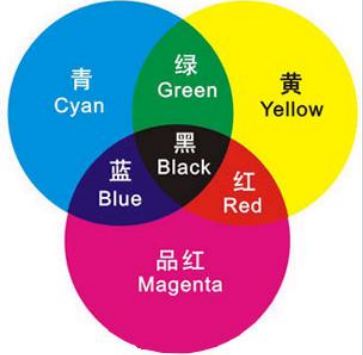 青
Cyan
绿
Green
黄
Yellow
黑
Black
蓝
Blue
红
Red
品红
Magenta